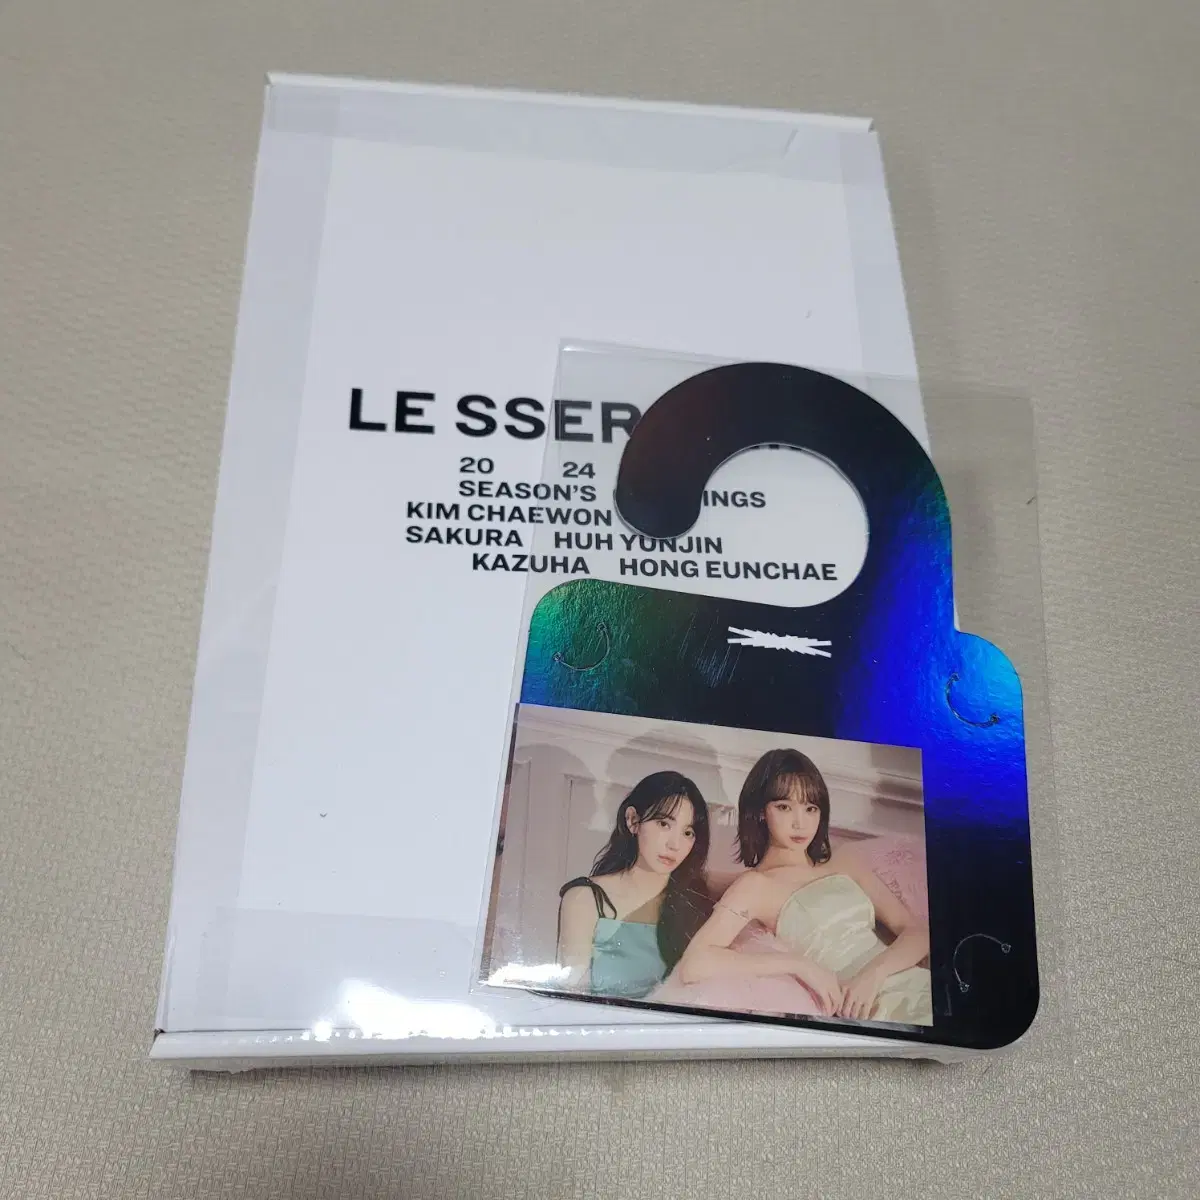 LE SSER
20 24
SEASON'S INGS
KIM CHAEWON
SAKURA HUH YUNJIN
KAZUHA HONG EUNCHAE